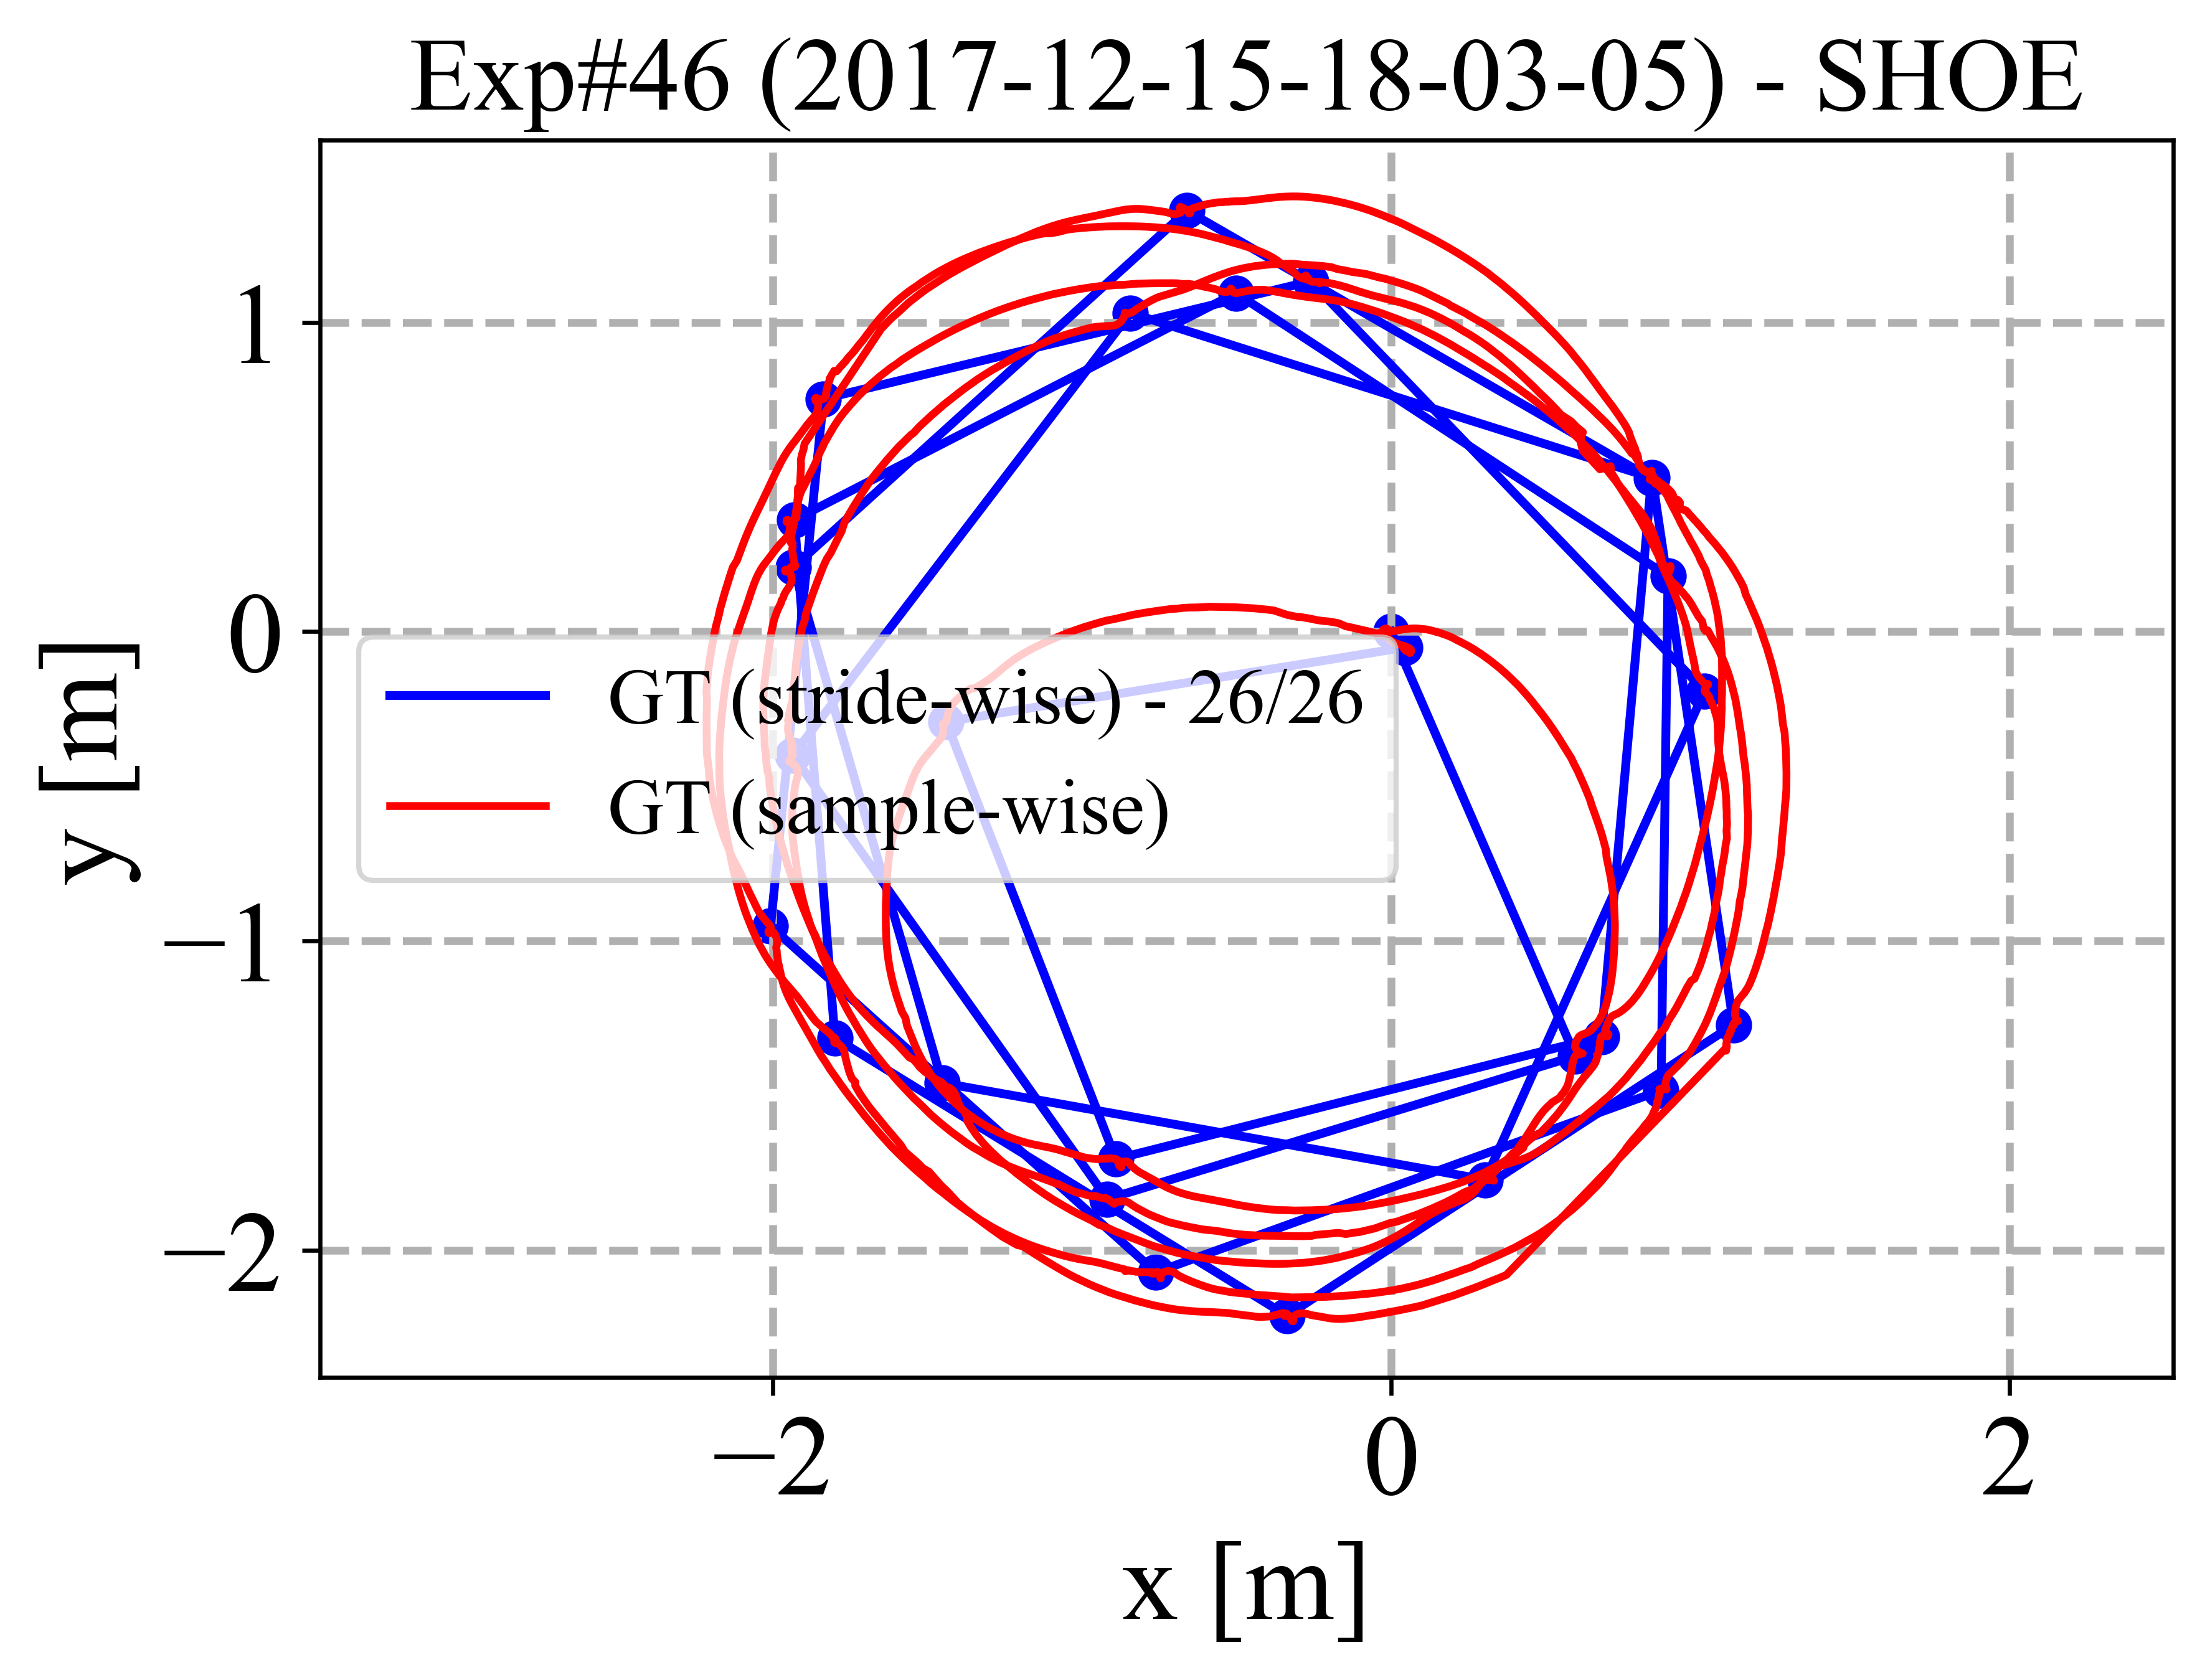 Exp#46 (2017-12-15-18-03-05) - SHOE
1
0
−1
−2
y [m]
GT (stride-wise) - 26/26
GT (sample-wise)
−2 0 2
x [m]